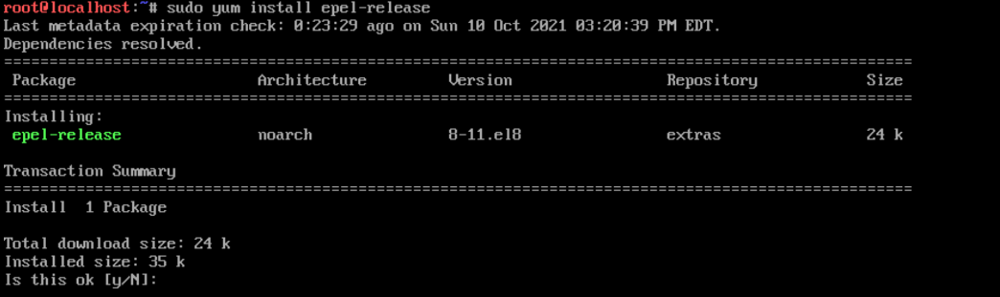 root@localhost:~# sudo yum install epel-release
Last metadata expiration check: 0:23:29 ago on Sun 10 Oct 2021 03:20:39 PM EDT.
Dependencies resolved.
====================================================================================================
Package Architecture Version Repository Size
====================================================================================================
Installing:
epel-release noarch 8-11.el8 extras 24 k
Transaction Summary
====================================================================================================
Install 1 Package
Total download size: 24 k
Installed size: 35 k
Is this ok [y/N]: